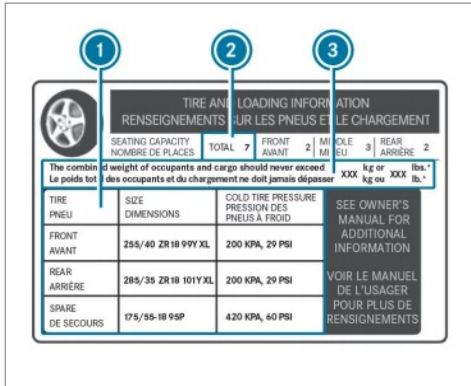 1 2 3
TIRE AND LOADING INFORMATION
RENSEIGNEMENTS SUR LES PNEUS ET LE CHARGEMENT
SEATING CAPACITY
NOMBRE DE PLACES
TOTAL 7
FRONT
AVANT
2
MIDDLE
MILIEU
3
REAR
ARRIÈRE
2
The combined weight of occupants and cargo should never exceed XXX kg or XXX lbs.*
Le poids total des occupants et du chargement ne doit jamais dépasser XXX kg ou XXX lb.*
TIRE
PNEU
SIZE
DIMENSIONS
COLD TIRE PRESSURE
PRESSION DES
PNEUS À FROID
FRONT
AVANT
255/40 ZR18 99Y XL
200 KPA, 29 PSI
REAR
ARRIÈRE
285/35 ZR18 101Y XL
200 KPA, 29 PSI
SPARE
DE SECOURS
175/55-18 95P
420 KPA, 60 PSI
SEE OWNER'S
MANUAL FOR
ADDITIONAL
INFORMATION
VOIR LE MANUEL
DE L'USAGER
POUR PLUS DE
RENSIGNEMENTS